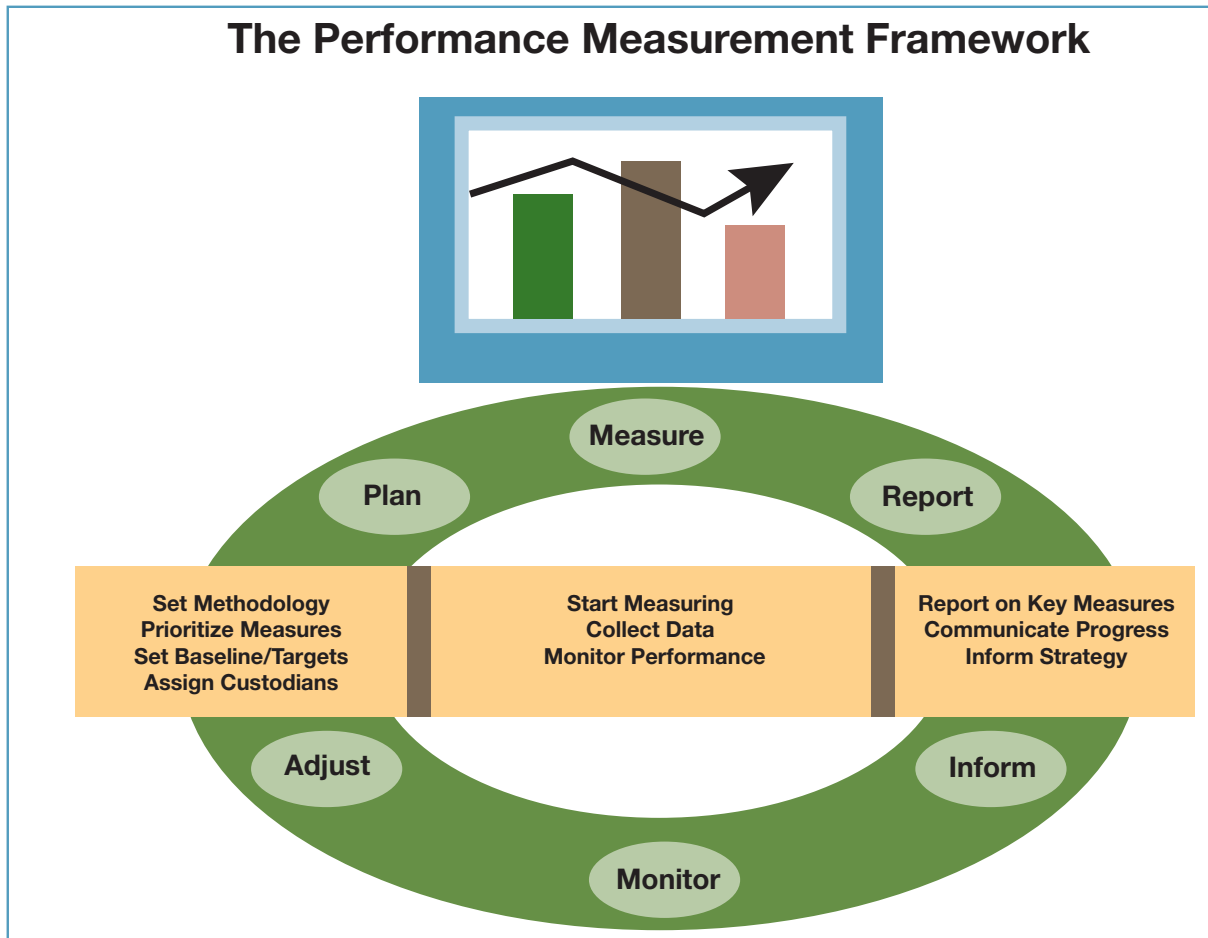 The Performance Measurement Framework
Measure
Plan
Report
Set Methodology
Prioritize Measures
Set Baseline/Targets
Assign Custodians
Start Measuring
Collect Data
Monitor Performance
Report on Key Measures
Communicate Progress
Inform Strategy
Adjust
Inform
Monitor